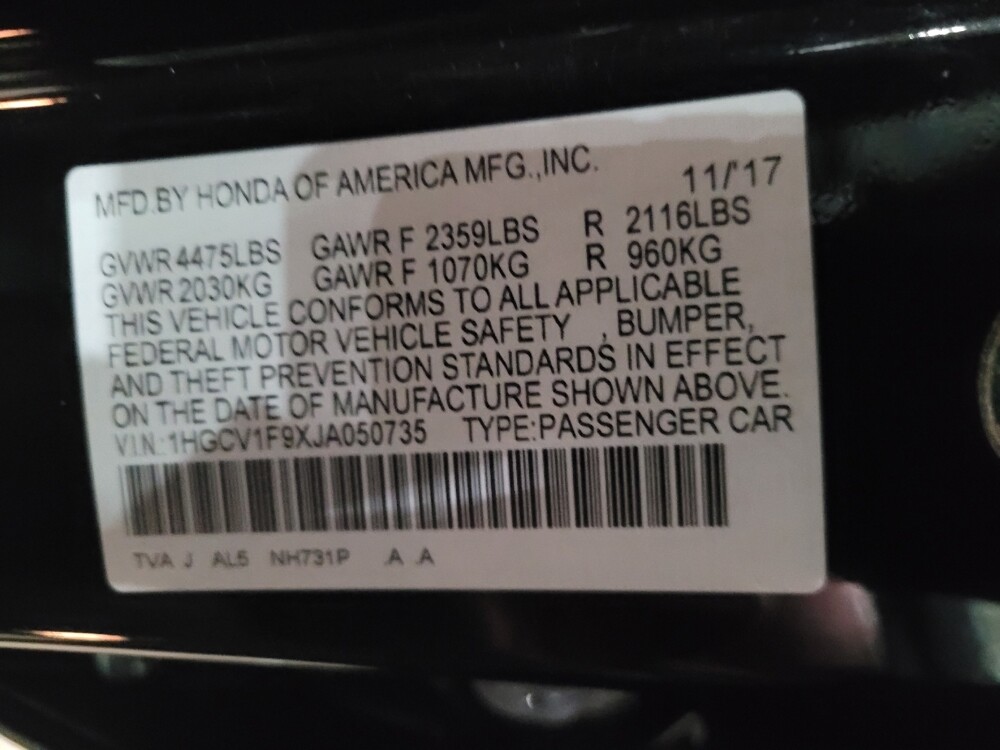 MFD.BY HONDA OF AMERICA MFG.,INC. 11/'17
GVWR 4475LBS GAWR F 2359LBS R 2116LBS
GVWR 2030KG GAWR F 1070KG R 960KG
THIS VEHICLE CONFORMS TO ALL APPLICABLE
FEDERAL MOTOR VEHICLE SAFETY , BUMPER,
AND THEFT PREVENTION STANDARDS IN EFFECT
ON THE DATE OF MANUFACTURE SHOWN ABOVE.
V.I.N.:1HGCV1F9XJA050735 TYPE:PASSENGER CAR
TVA J AL5 NH731P .A .A